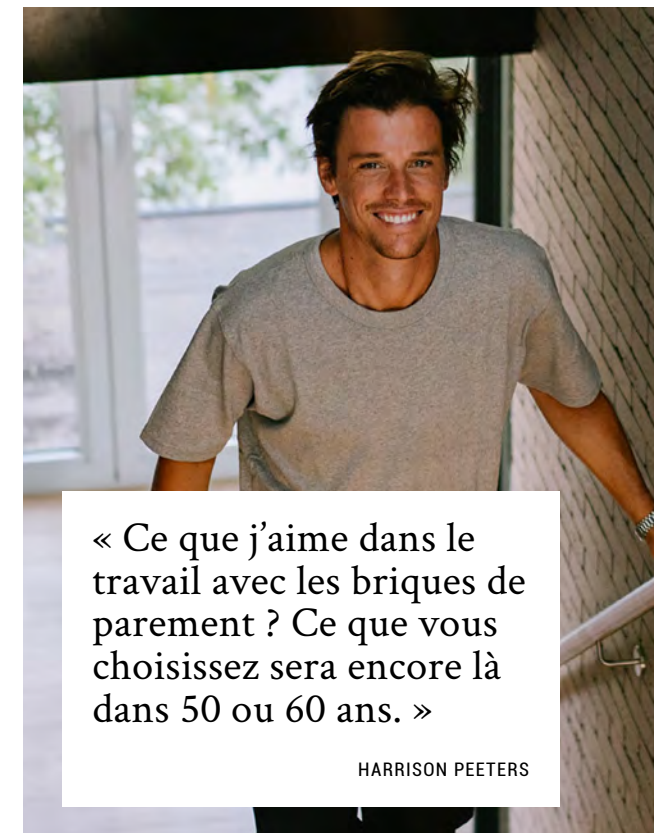 « Ce que j’aime dans le
travail avec les briques de
parement ? Ce que vous
choisissez sera encore là
dans 50 ou 60 ans. »
HARRISON PEETERS